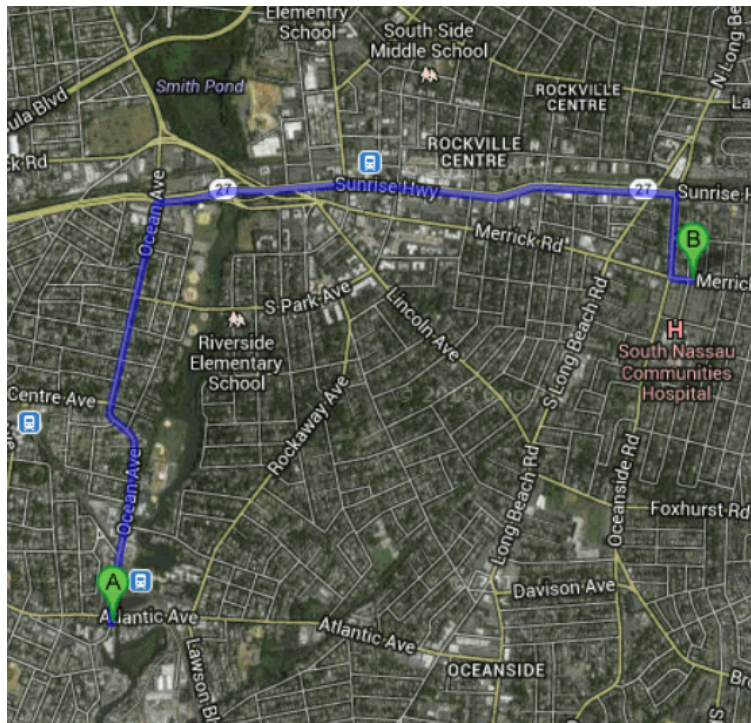 Elementry
School
South Side
Middle School
N Long Be
Smith Pond
ula Blvd
ROCKVILLE
CENTRE
La
ck Rd
ROCKVILLE
CENTRE
27
Sunrise Hwy
27
Sunrise
Ocean Ave
Merrick Rd
B
Merrick
S Park Ave
Lincoln Ave
S Long Beach Rd
H
South Nassau
Communities
Hospital
Riverside
Elementary
School
Centre Ave
Rockaway Ave
Ocean Ave
Long Beach Rd
Oceanside Rd
Foxhurst Rd
A
Davison Ave
Atlantic Ave
Atlantic Ave
Lawson Bl
OCEANSIDE
Bro
S